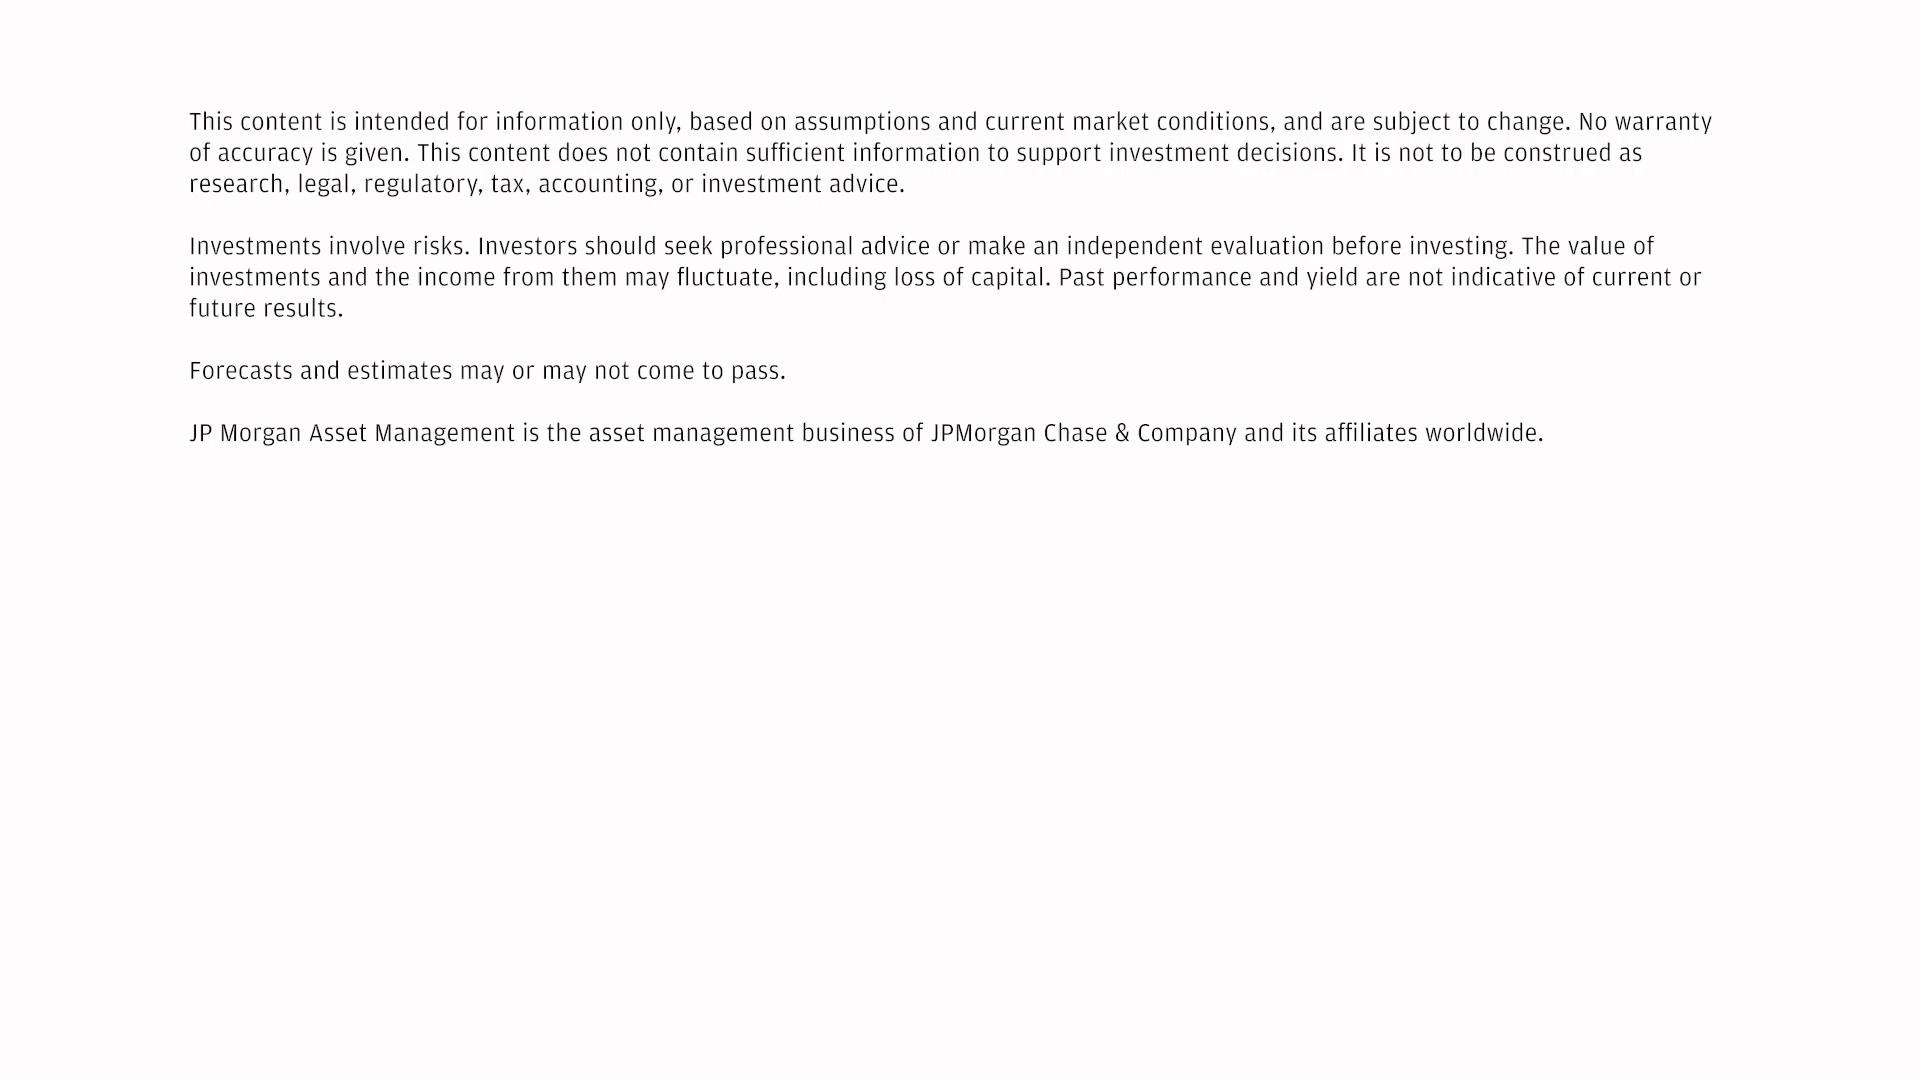 This content is intended for information only, based on assumptions and current market conditions, and are subject to change. No warranty
of accuracy is given. This content does not contain sufficient information to support investment decisions. It is not to be construed as
research, legal, regulatory, tax, accounting, or investment advice.
Investments involve risks. Investors should seek professional advice or make an independent evaluation before investing. The value of
investments and the income from them may fluctuate, including loss of capital. Past performance and yield are not indicative of current or
future results.
Forecasts and estimates may or may not come to pass.
JP Morgan Asset Management is the asset management business of JPMorgan Chase & Company and its affiliates worldwide.